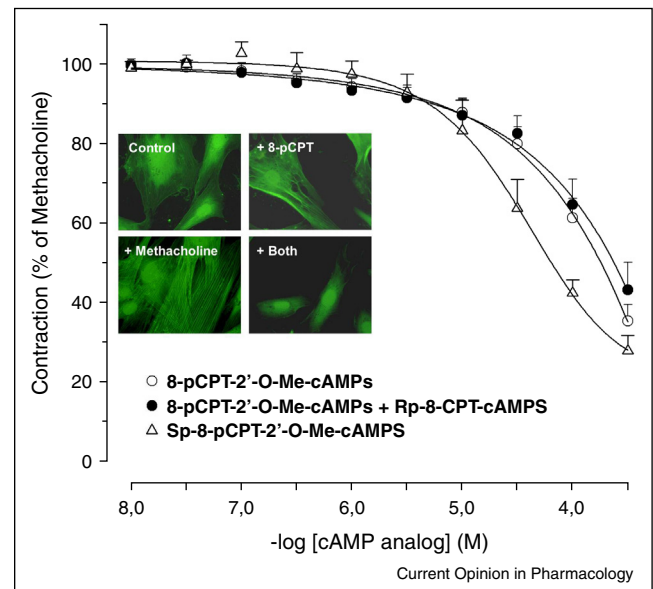 Contraction (% of Methacholine)
100
80
60
40
20
0
Control
+ 8-pCPT
+ Methacholine
+ Both
8-pCPT-2'-O-Me-cAMPs
8-pCPT-2'-O-Me-cAMPs + Rp-8-CPT-cAMPS
Sp-8-pCPT-2'-O-Me-cAMPS
8,0 7,0 6,0 5,0 4,0
-log [cAMP analog] (M)
Current Opinion in Pharmacology